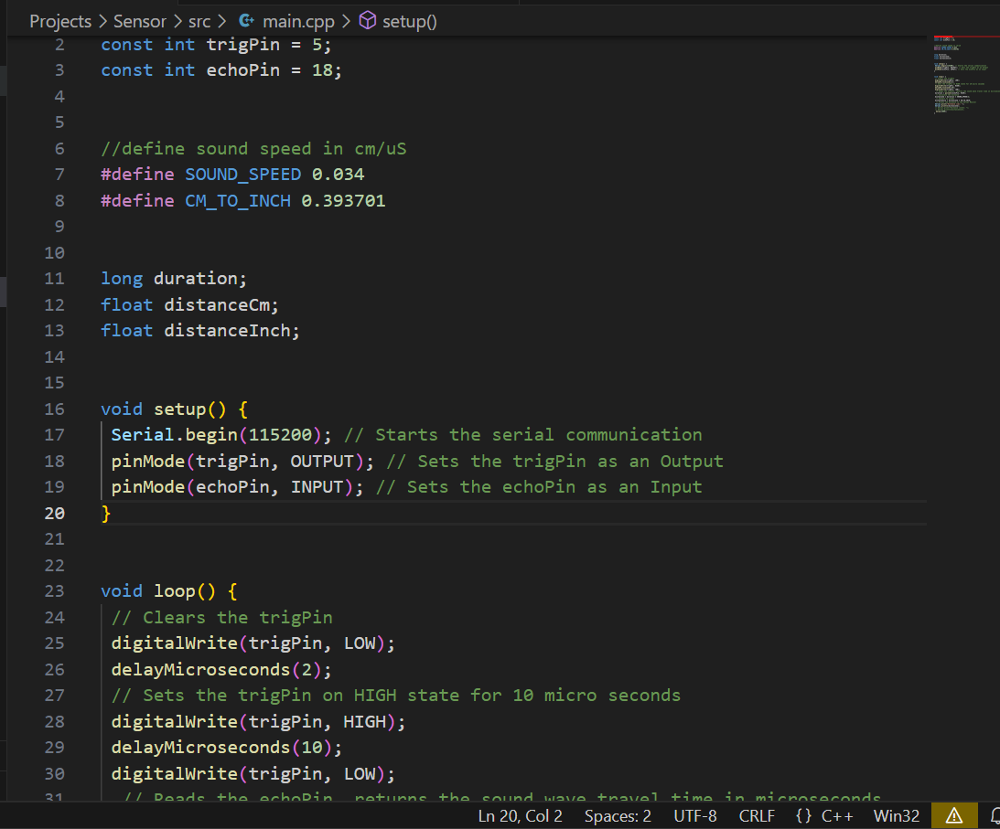 Projects > Sensor > src > main.cpp > setup()
2 const int trigPin = 5;
3 const int echoPin = 18;
4
5
6 //define sound speed in cm/uS
7 #define SOUND_SPEED 0.034
8 #define CM_TO_INCH 0.393701
9
10
11 long duration;
12 float distanceCm;
13 float distanceInch;
14
15
16 void setup() {
17 Serial.begin(115200); // Starts the serial communication
18 pinMode(trigPin, OUTPUT); // Sets the trigPin as an Output
19 pinMode(echoPin, INPUT); // Sets the echoPin as an Input
20 }
21
22
23 void loop() {
24 // Clears the trigPin
25 digitalWrite(trigPin, LOW);
26 delayMicroseconds(2);
27 // Sets the trigPin on HIGH state for 10 micro seconds
28 digitalWrite(trigPin, HIGH);
29 delayMicroseconds(10);
30 digitalWrite(trigPin, LOW);
31 // Reads the echoPin, returns the sound wave travel time in microseconds
Ln 20, Col 2 Spaces: 2 UTF-8 CRLF {} C++ Win32